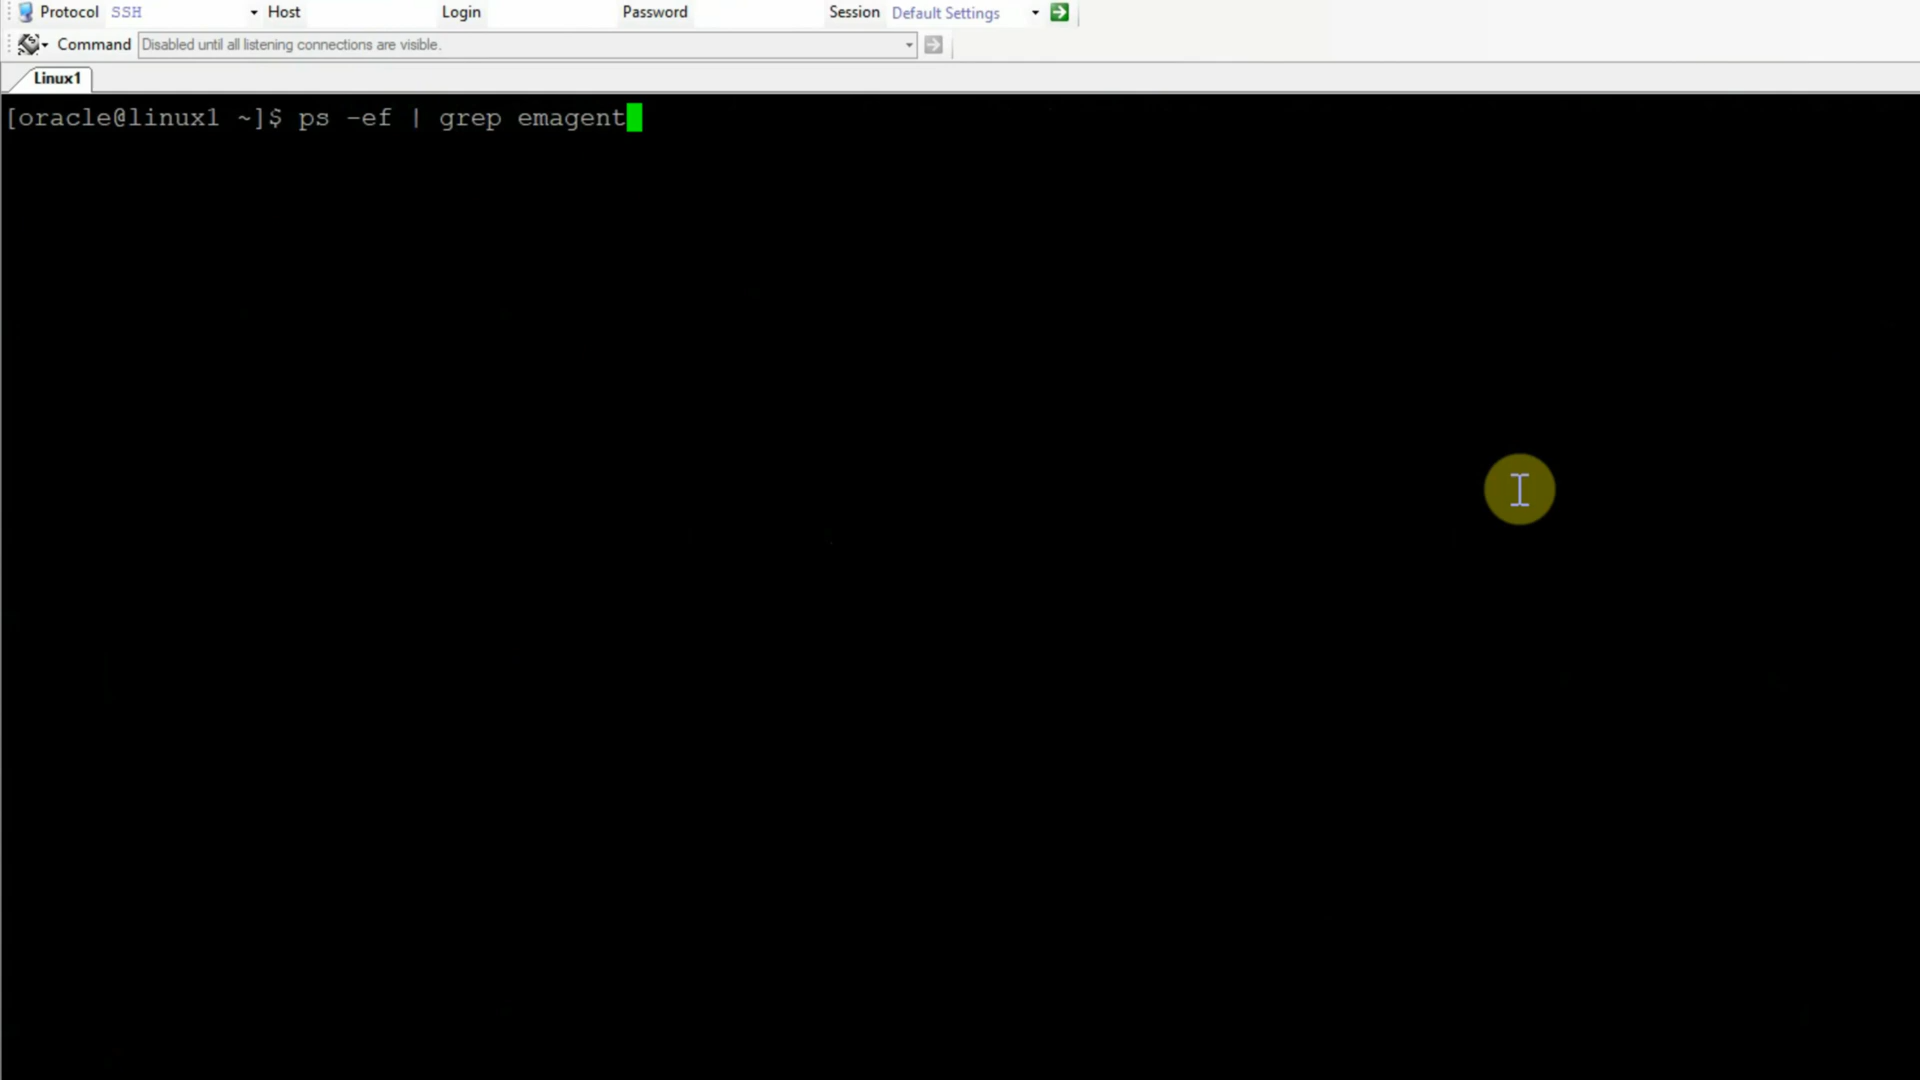 Protocol SSH Host Login Password Session Default Settings
Command Disabled until all listening connections are visible.
Linux1
[oracle@linux1 ~]$ ps -ef | grep emagent